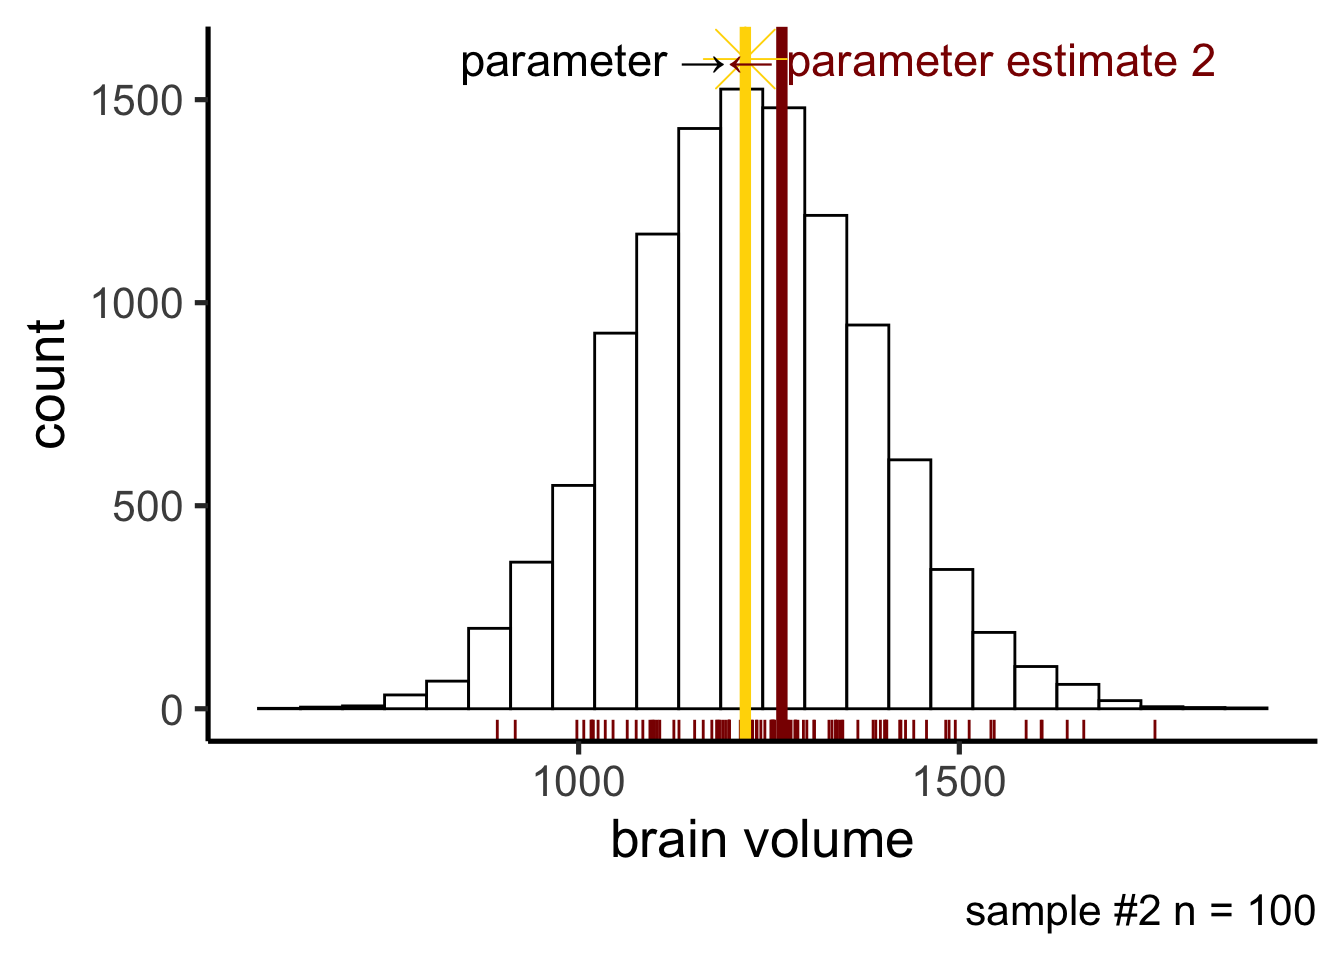 parameter
parameter estimate 2
1500
1000
500
0
count
1000
1500
brain volume
sample #2 n = 100